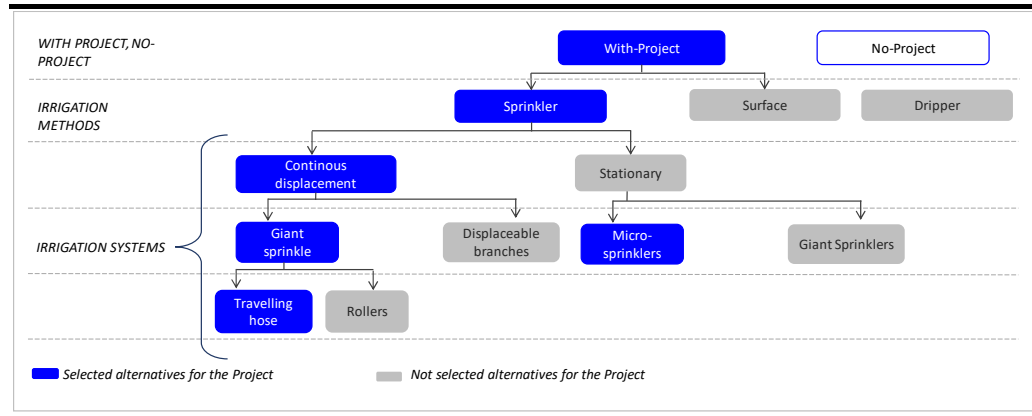 WITH PROJECT, NO-
PROJECT
With-Project
No-Project
IRRIGATION
METHODS
Sprinkler
Surface
Dripper
Continous
displacement
Stationary
IRRIGATION SYSTEMS
Giant
sprinkle
Displaceable
branches
Micro-
sprinklers
Giant Sprinklers
Travelling
hose
Rollers
Selected alternatives for the Project
Not selected alternatives for the Project